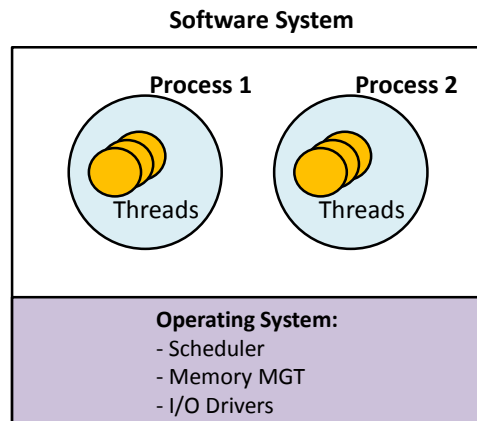 Software System
Process 1
Process 2
Threads
Threads
Operating System:
- Scheduler
- Memory MGT
- I/O Drivers